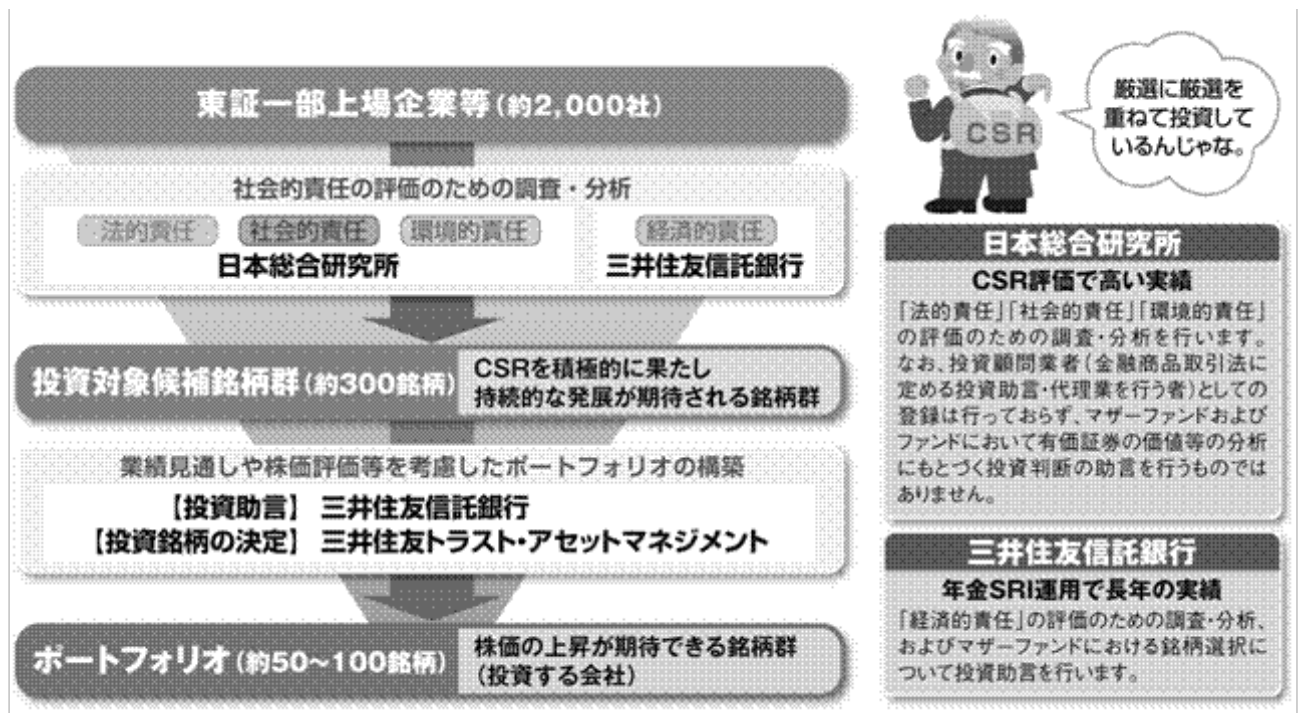 東証一部上場企業等(約2,000社)
社会的責任の評価のための調査・分析
法的責任 社会的責任 環境的責任 経済的責任
日本総合研究所 三井住友信託銀行
投資対象候補銘柄群(約300銘柄)
CSRを積極的に果たし
持続的な発展が期待される銘柄群
業績見通しや株価評価等を考慮したポートフォリオの構築
【投資助言】 三井住友信託銀行
【投資銘柄の決定】 三井住友トラスト・アセットマネジメント
ポートフォリオ(約50~100銘柄)
株価の上昇が期待できる銘柄群
(投資する会社)
CSR
厳選に厳選を
重ねて投資して
いるんじゃな。
日本総合研究所
CSR評価で高い実績
「法的責任」「社会的責任」「環境的責任」
の評価のための調査・分析を行います。
なお、投資顧問業者(金融商品取引法に
定める投資助言・代理業を行う者)としての
登録は行っておらず、マザーファンドおよび
ファンドにおいて有価証券の価値等の分析
にもとづく投資判断の助言を行うものでは
ありません。
三井住友信託銀行
年金SRI運用で長年の実績
「経済的責任」の評価のための調査・分析、
およびマザーファンドにおける銘柄選択に
ついて投資助言を行います。